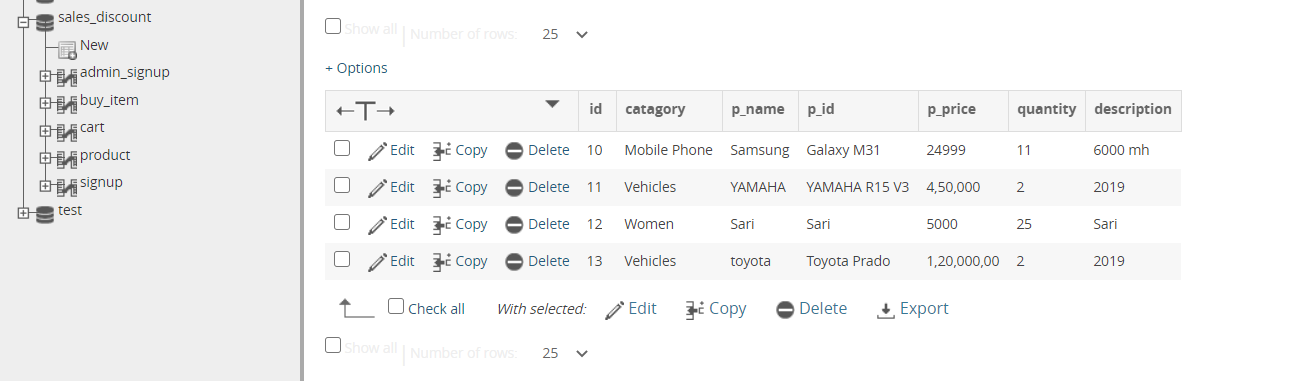 sales_discount
New
admin_signup
buy_item
cart
product
signup
test
Show all | Number of rows: 25
+ Options
←T→ id catagory p_name p_id p_price quantity description
Edit Copy Delete 10 Mobile Phone Samsung Galaxy M31 24999 11 6000 mh
Edit Copy Delete 11 Vehicles YAMAHA YAMAHA R15 V3 4,50,000 2 2019
Edit Copy Delete 12 Women Sari Sari 5000 25 Sari
Edit Copy Delete 13 Vehicles toyota Toyota Prado 1,20,000,00 2 2019
Check all With selected: Edit Copy Delete Export
Show all | Number of rows: 25